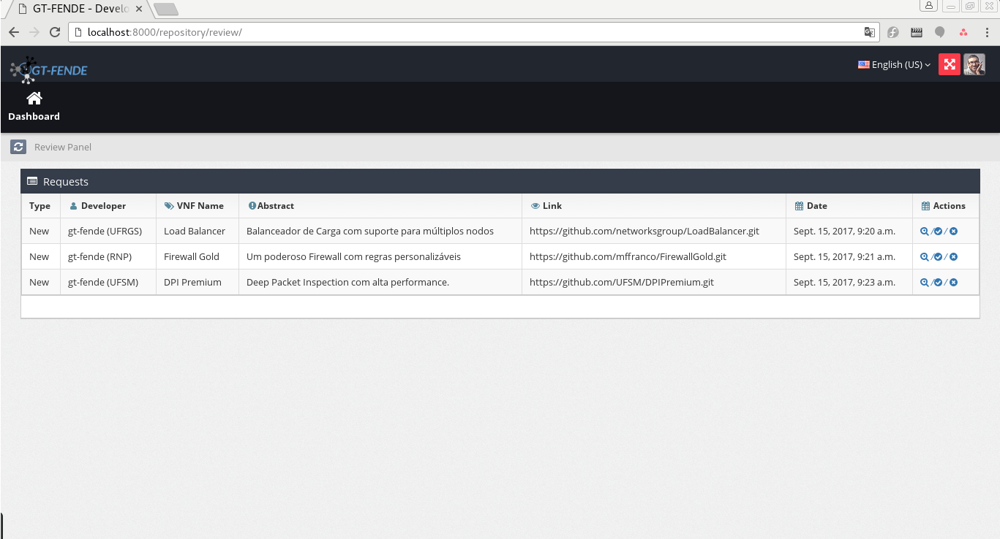 GT-FENDE - Develo
localhost:8000/repository/review/
GT-FENDE
English (US)
Dashboard
Review Panel
Requests
Type Developer VNF Name Abstract Link Date Actions
New gt-fende (UFRGS) Load Balancer Balanceador de Carga com suporte para múltiplos nodos https://github.com/networksgroup/LoadBalancer.git Sept. 15, 2017, 9:20 a.m. / /
New gt-fende (RNP) Firewall Gold Um poderoso Firewall com regras personalizáveis https://github.com/mffranco/FirewallGold.git Sept. 15, 2017, 9:21 a.m. / /
New gt-fende (UFSM) DPI Premium Deep Packet Inspection com alta performance. https://github.com/UFSM/DPIPremium.git Sept. 15, 2017, 9:23 a.m. / /